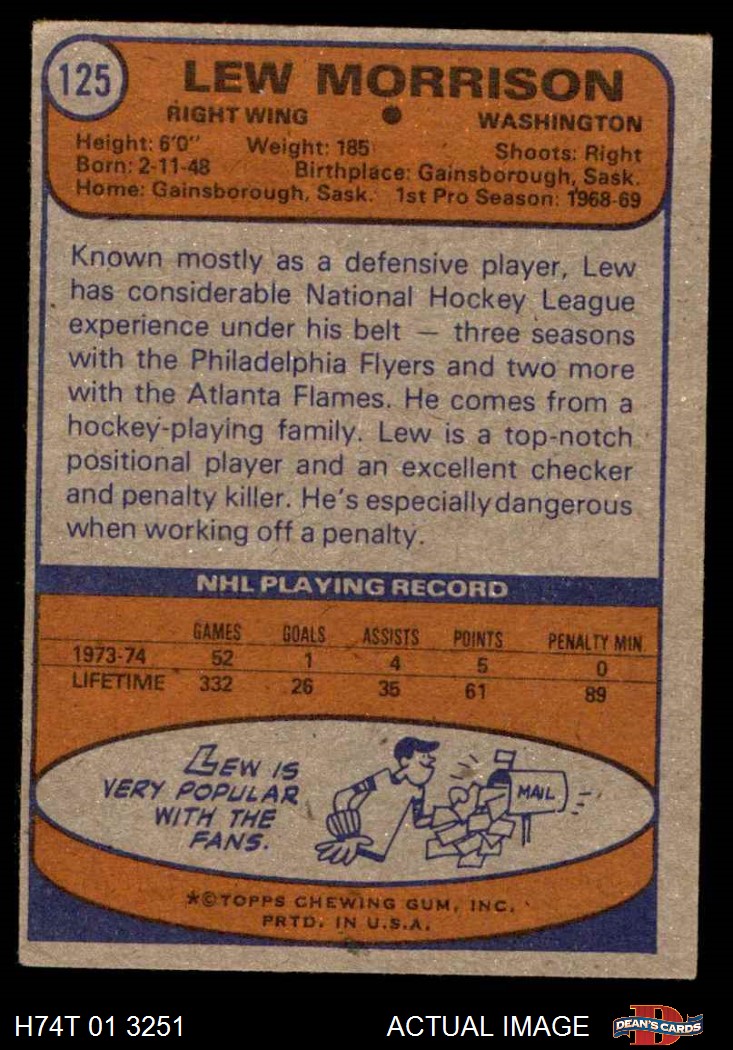 125
LEW MORRISON
RIGHT WING ● WASHINGTON
Height: 6'0" Weight: 185 Shoots: Right
Born: 2-11-48 Birthplace: Gainsborough, Sask.
Home: Gainsborough, Sask. 1st Pro Season: 1968-69
Known mostly as a defensive player, Lew
has considerable National Hockey League
experience under his belt — three seasons
with the Philadelphia Flyers and two more
with the Atlanta Flames. He comes from a
hockey-playing family. Lew is a top-notch
positional player and an excellent checker
and penalty killer. He's especially dangerous
when working off a penalty.
NHL PLAYING RECORD
GAMES GOALS ASSISTS POINTS PENALTY MIN.
1973-74 52 1 4 5 0
LIFETIME 332 26 35 61 89
LEW IS
VERY POPULAR
WITH THE
FANS.
MAIL
*©TOPPS CHEWING GUM, INC.
PRTD. IN U.S.A.
H74T 01 3251 ACTUAL IMAGE DEAN'S CARDS